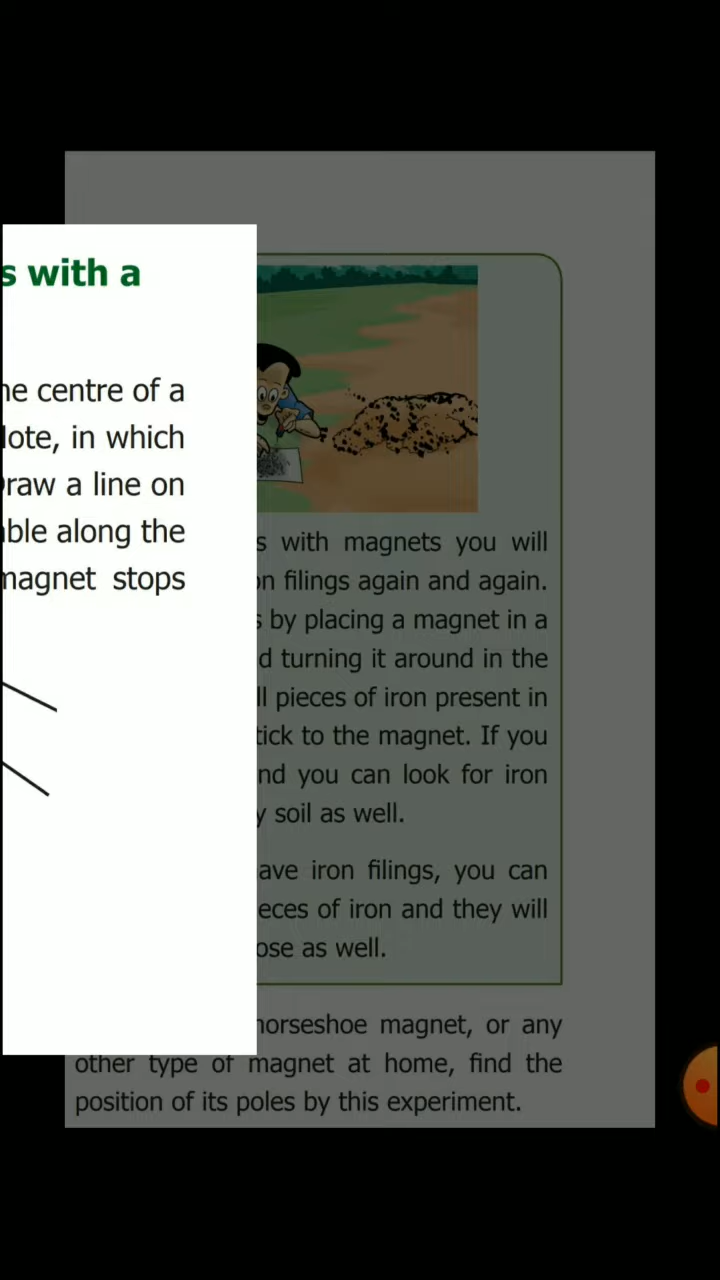 s with a
he centre of a
lote, in which
raw a line on
ble along the
magnet stops
s with magnets you will
on filings again and again.
s by placing a magnet in a
d turning it around in the
ll pieces of iron present in
tick to the magnet. If you
nd you can look for iron
y soil as well.
ave iron filings, you can
eces of iron and they will
ose as well.
horseshoe magnet, or any
other type of magnet at home, find the
position of its poles by this experiment.